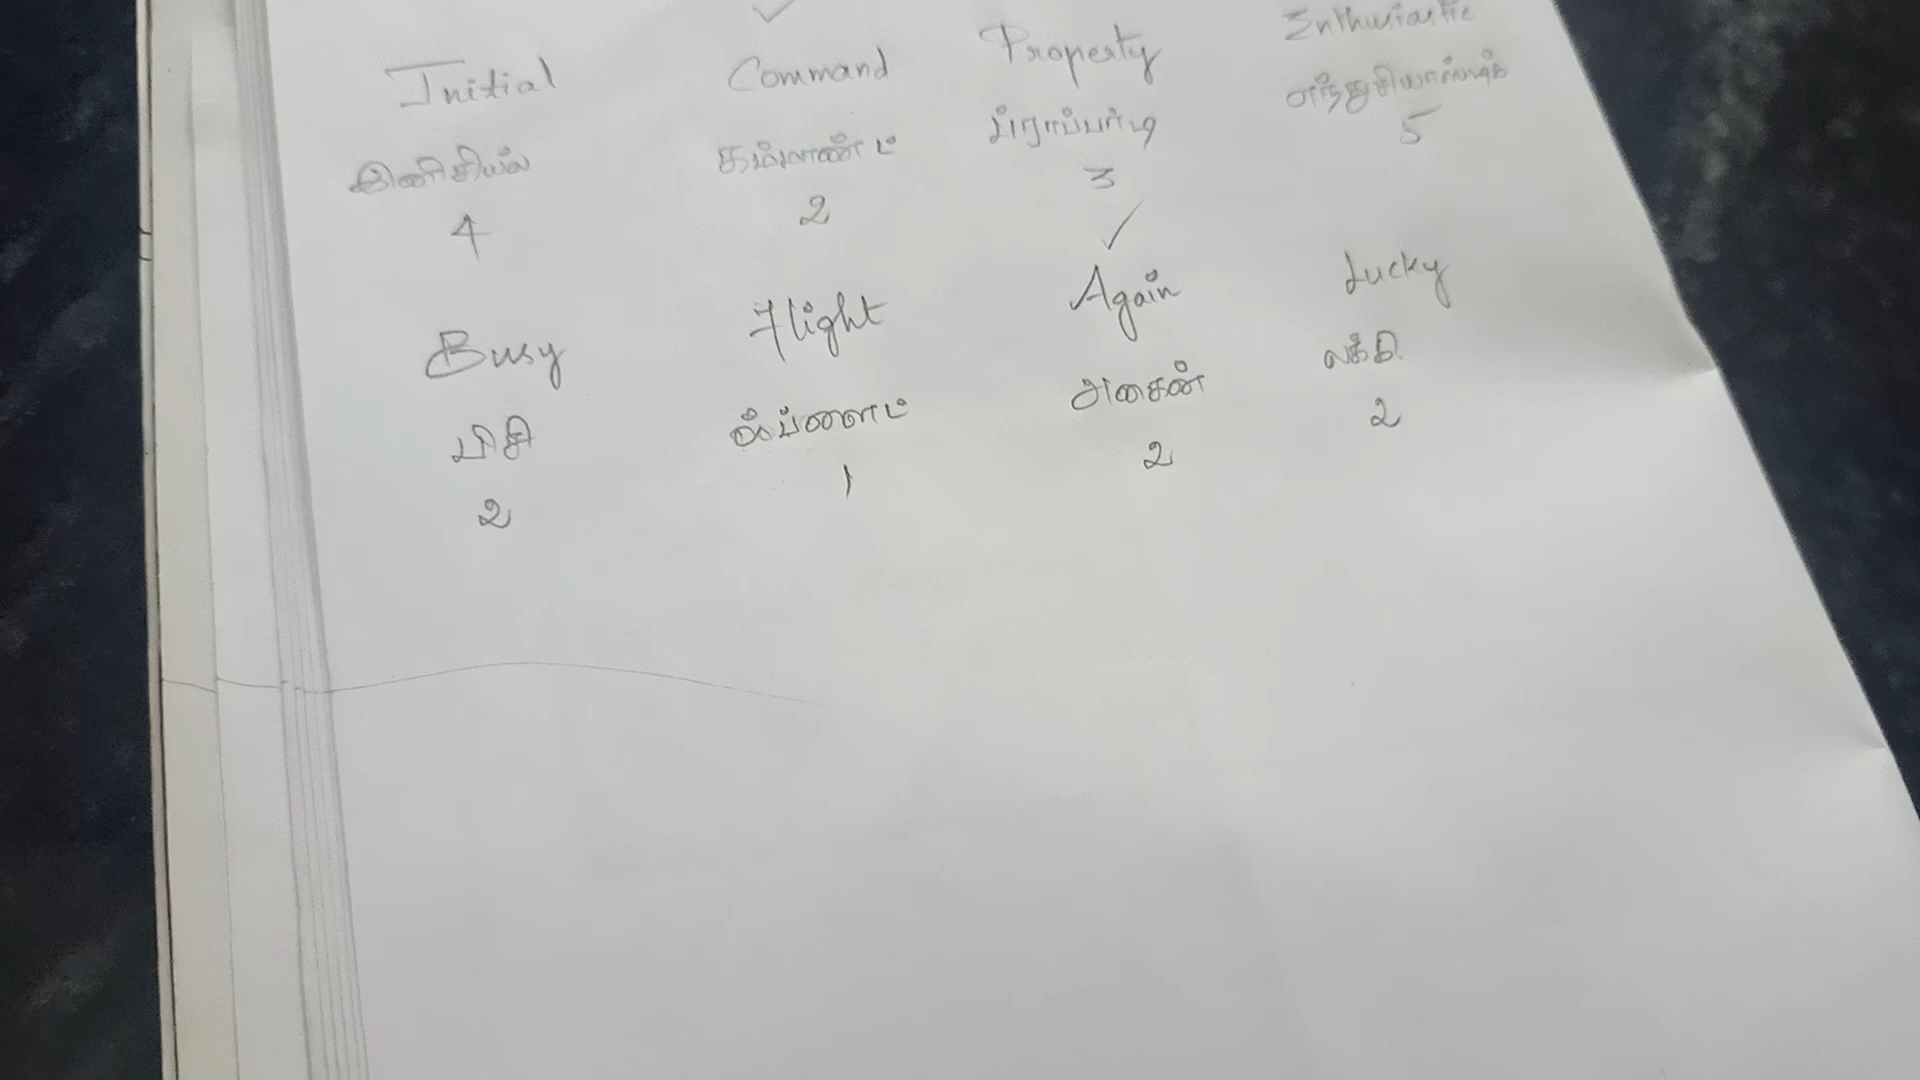 Initial Command Property Enthusiastic
இனிசியல் கம்மாண்ட் ப்ராப்பர்டி எந்துசியாஸ்டிக்
4 2 3 5
Busy Flight Again Lucky
பிசி ஃப்ளைட் அகைன் லக்கி
2 1 2 2